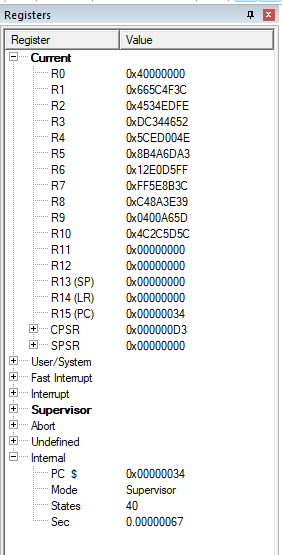 Registers
Register Value
Current
R0 0x40000000
R1 0x665C4F3C
R2 0x4534EDFE
R3 0xDC344652
R4 0x5CED004E
R5 0x8B4A6DA3
R6 0x12E0D5FF
R7 0xFF5E8B3C
R8 0xC48A3E39
R9 0x0400A65D
R10 0x4C2C5D5C
R11 0x00000000
R12 0x00000000
R13 (SP) 0x00000000
R14 (LR) 0x00000000
R15 (PC) 0x00000034
CPSR 0x000000D3
SPSR 0x00000000
User/System
Fast Interrupt
Interrupt
Supervisor
Abort
Undefined
Internal
PC $ 0x00000034
Mode Supervisor
States 40
Sec 0.00000067